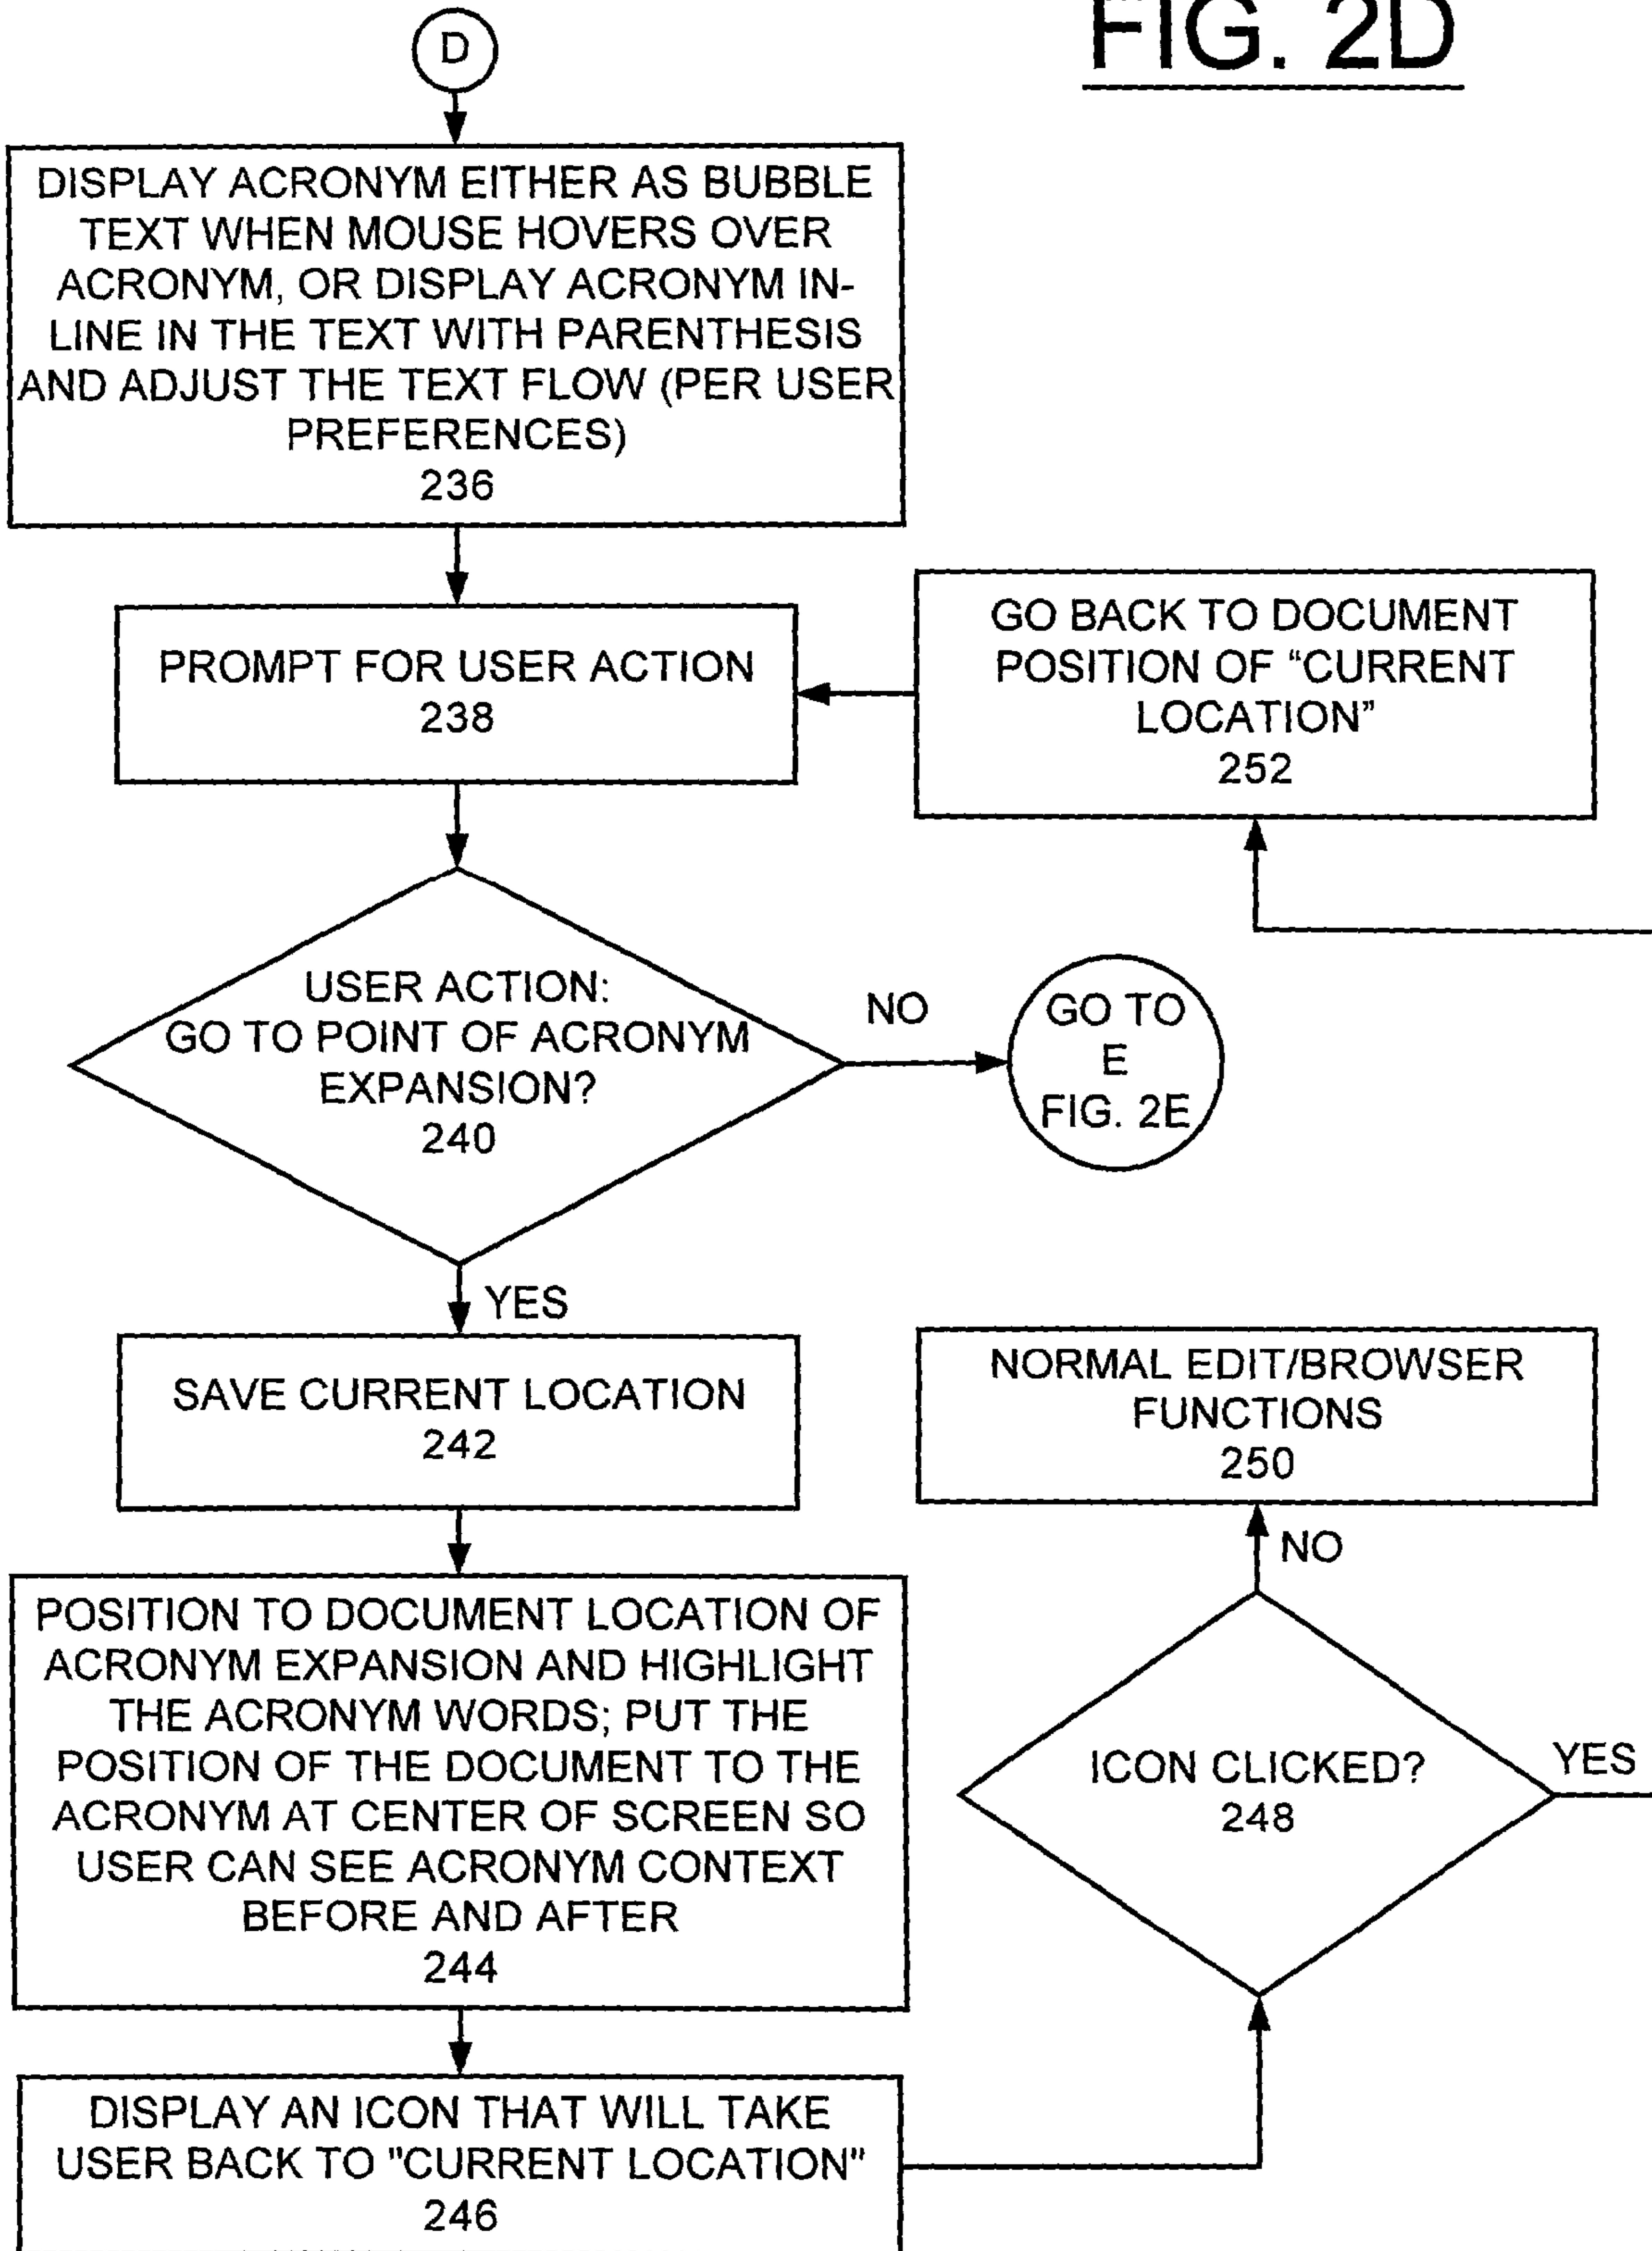 FIG. 2D
D
DISPLAY ACRONYM EITHER AS BUBBLE
TEXT WHEN MOUSE HOVERS OVER
ACRONYM, OR DISPLAY ACRONYM IN-
LINE IN THE TEXT WITH PARENTHESIS
AND ADJUST THE TEXT FLOW (PER USER
PREFERENCES)
236
PROMPT FOR USER ACTION
238
GO BACK TO DOCUMENT
POSITION OF “CURRENT
LOCATION”
252
USER ACTION:
GO TO POINT OF ACRONYM
EXPANSION?
240
NO
GO TO
E
FIG. 2E
YES
SAVE CURRENT LOCATION
242
NORMAL EDIT/BROWSER
FUNCTIONS
250
NO
POSITION TO DOCUMENT LOCATION OF
ACRONYM EXPANSION AND HIGHLIGHT
THE ACRONYM WORDS; PUT THE
POSITION OF THE DOCUMENT TO THE
ACRONYM AT CENTER OF SCREEN SO
USER CAN SEE ACRONYM CONTEXT
BEFORE AND AFTER
244
ICON CLICKED?
248
YES
DISPLAY AN ICON THAT WILL TAKE
USER BACK TO "CURRENT LOCATION"
246